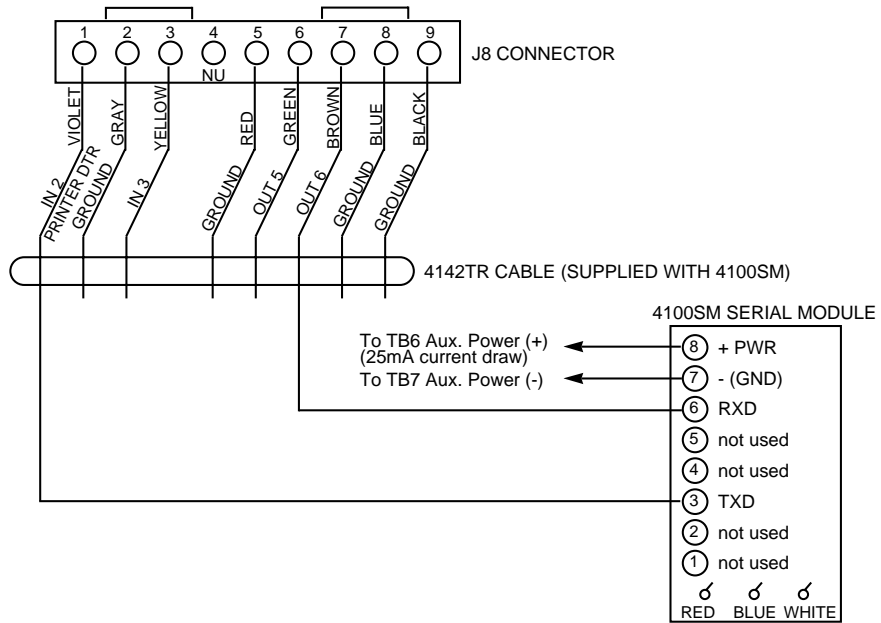 1 2 3 4 5 6 7 8 9
J8 CONNECTOR
NU
VIOLET
GRAY
YELLOW
RED
GREEN
BROWN
BLUE
BLACK
IN 2
PRINTER DTR
GROUND
IN 3
GROUND
OUT 5
OUT 6
GROUND
GROUND
4142TR CABLE (SUPPLIED WITH 4100SM)
4100SM SERIAL MODULE
To TB6 Aux. Power (+)
(25mA current draw)
To TB7 Aux. Power (-)
8 + PWR
7 - (GND)
6 RXD
5 not used
4 not used
3 TXD
2 not used
1 not used
RED BLUE WHITE